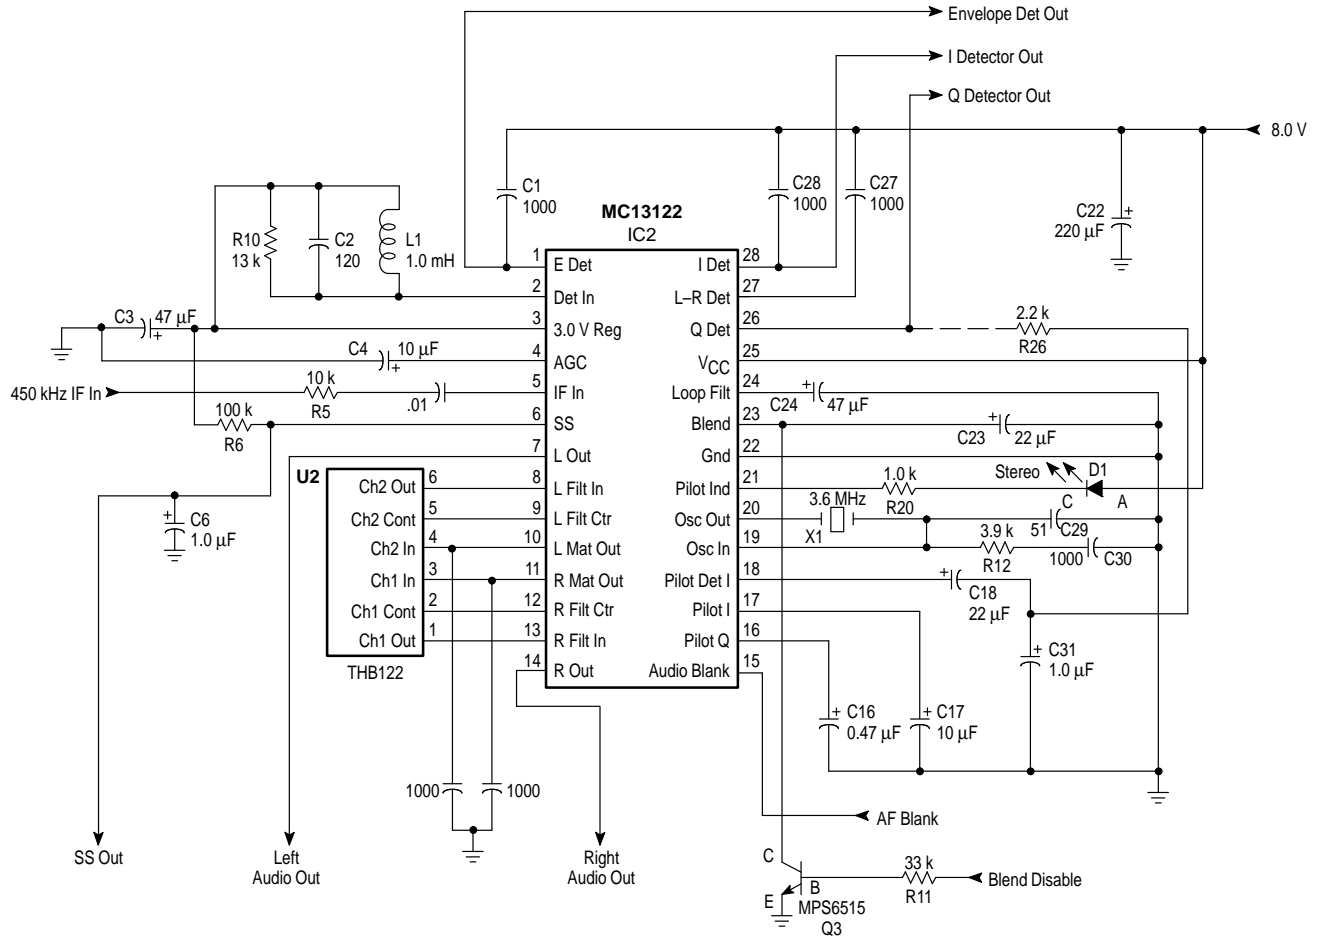 Envelope Det Out
I Detector Out
Q Detector Out
8.0 V
C1
1000
C28
1000
C27
1000
C22
+
220 µF
R10
13 k
C2
120
L1
1.0 mH
MC13122
IC2
1
E Det
I Det
28
2
Det In
L–R Det
27
3
3.0 V Reg
Q Det
26
4
AGC
VCC
25
5
IF In
Loop Filt
24
6
SS
Blend
23
7
L Out
Gnd
22
8
L Filt In
Pilot Ind
21
9
L Filt Ctr
Osc Out
20
10
L Mat Out
Osc In
19
11
R Mat Out
Pilot Det I
18
12
R Filt Ctr
Pilot I
17
13
R Filt In
Pilot Q
16
14
R Out
Audio Blank
15
C3
47 µF
+
C4
10 µF
+
450 kHz IF In
10 k
R5
.01
100 k
R6
+
C6
1.0 µF
U2
Ch2 Out
6
Ch2 Cont
5
Ch2 In
4
Ch1 In
3
Ch1 Cont
2
Ch1 Out
1
THB122
2.2 k
R26
+
C24
47 µF
+
C23
22 µF
Stereo
D1
C
A
1.0 k
R20
3.6 MHz
X1
51
C29
3.9 k
R12
1000
C30
+
C18
22 µF
+
C31
1.0 µF
+
C16
0.47 µF
+
C17
10 µF
1000
1000
AF Blank
SS Out
Left
Audio Out
Right
Audio Out
C
B
E
MPS6515
Q3
33 k
R11
Blend Disable